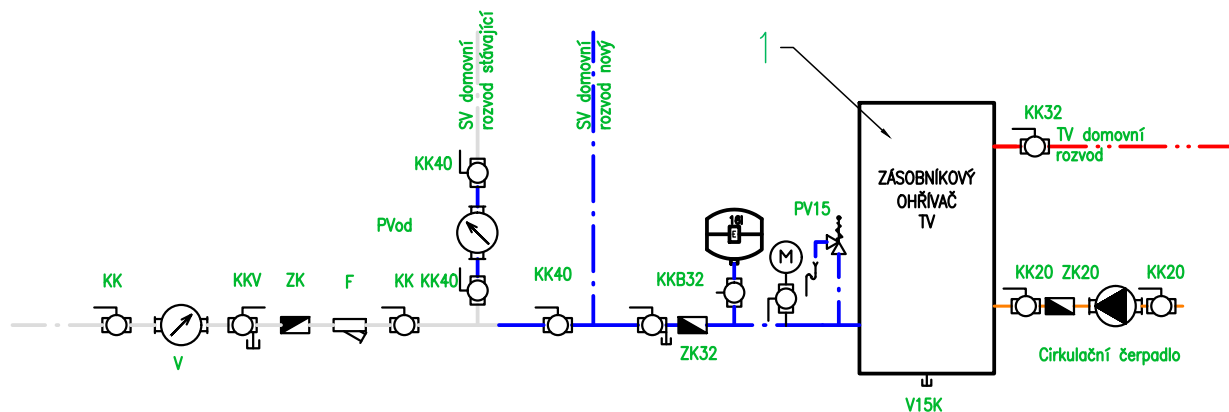 SV domovní
rozvod stávající
SV domovní
rozvod nový
1
KK32
TV domovní
rozvod
KK40
ZÁSOBNÍKOVÝ
OHŘÍVAČ
TV
PVod
18l
E
PV15
M
KK
KKV
ZK
F
KK
KK40
KK40
KKB32
KK20
ZK20
KK20
V
ZK32
Cirkulační čerpadlo
V15K